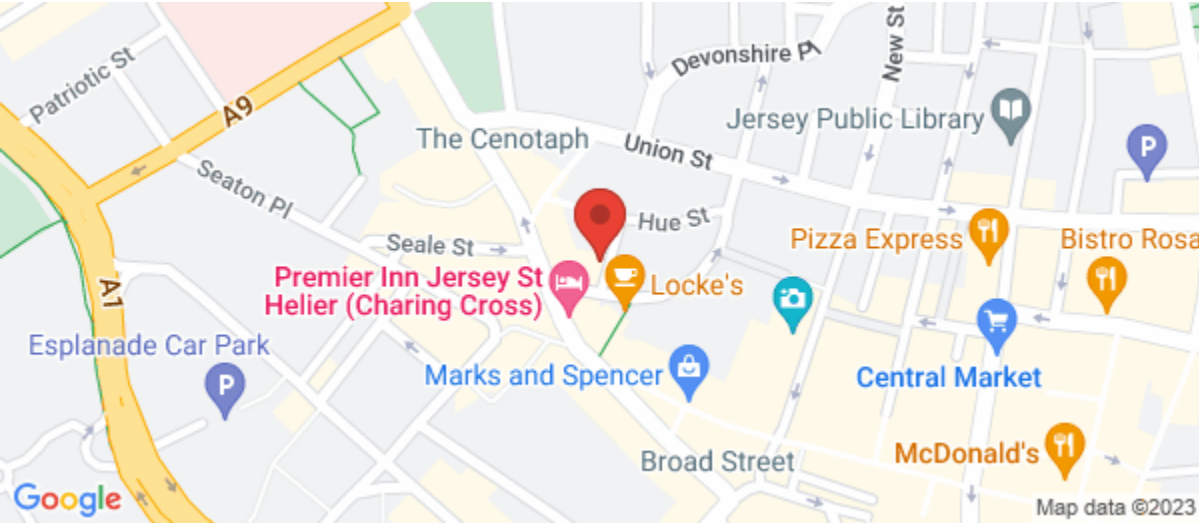 Patriotic St
A9
Devonshire Pl
New St
Jersey Public Library
P
The Cenotaph
Union St
Seaton Pl
Hue St
Seale St
Pizza Express
Bistro Rosa
Premier Inn Jersey St
Helier (Charing Cross)
Locke's
A1
Esplanade Car Park
P
Marks and Spencer
Central Market
Broad Street
McDonald's
Google
Map data ©2023